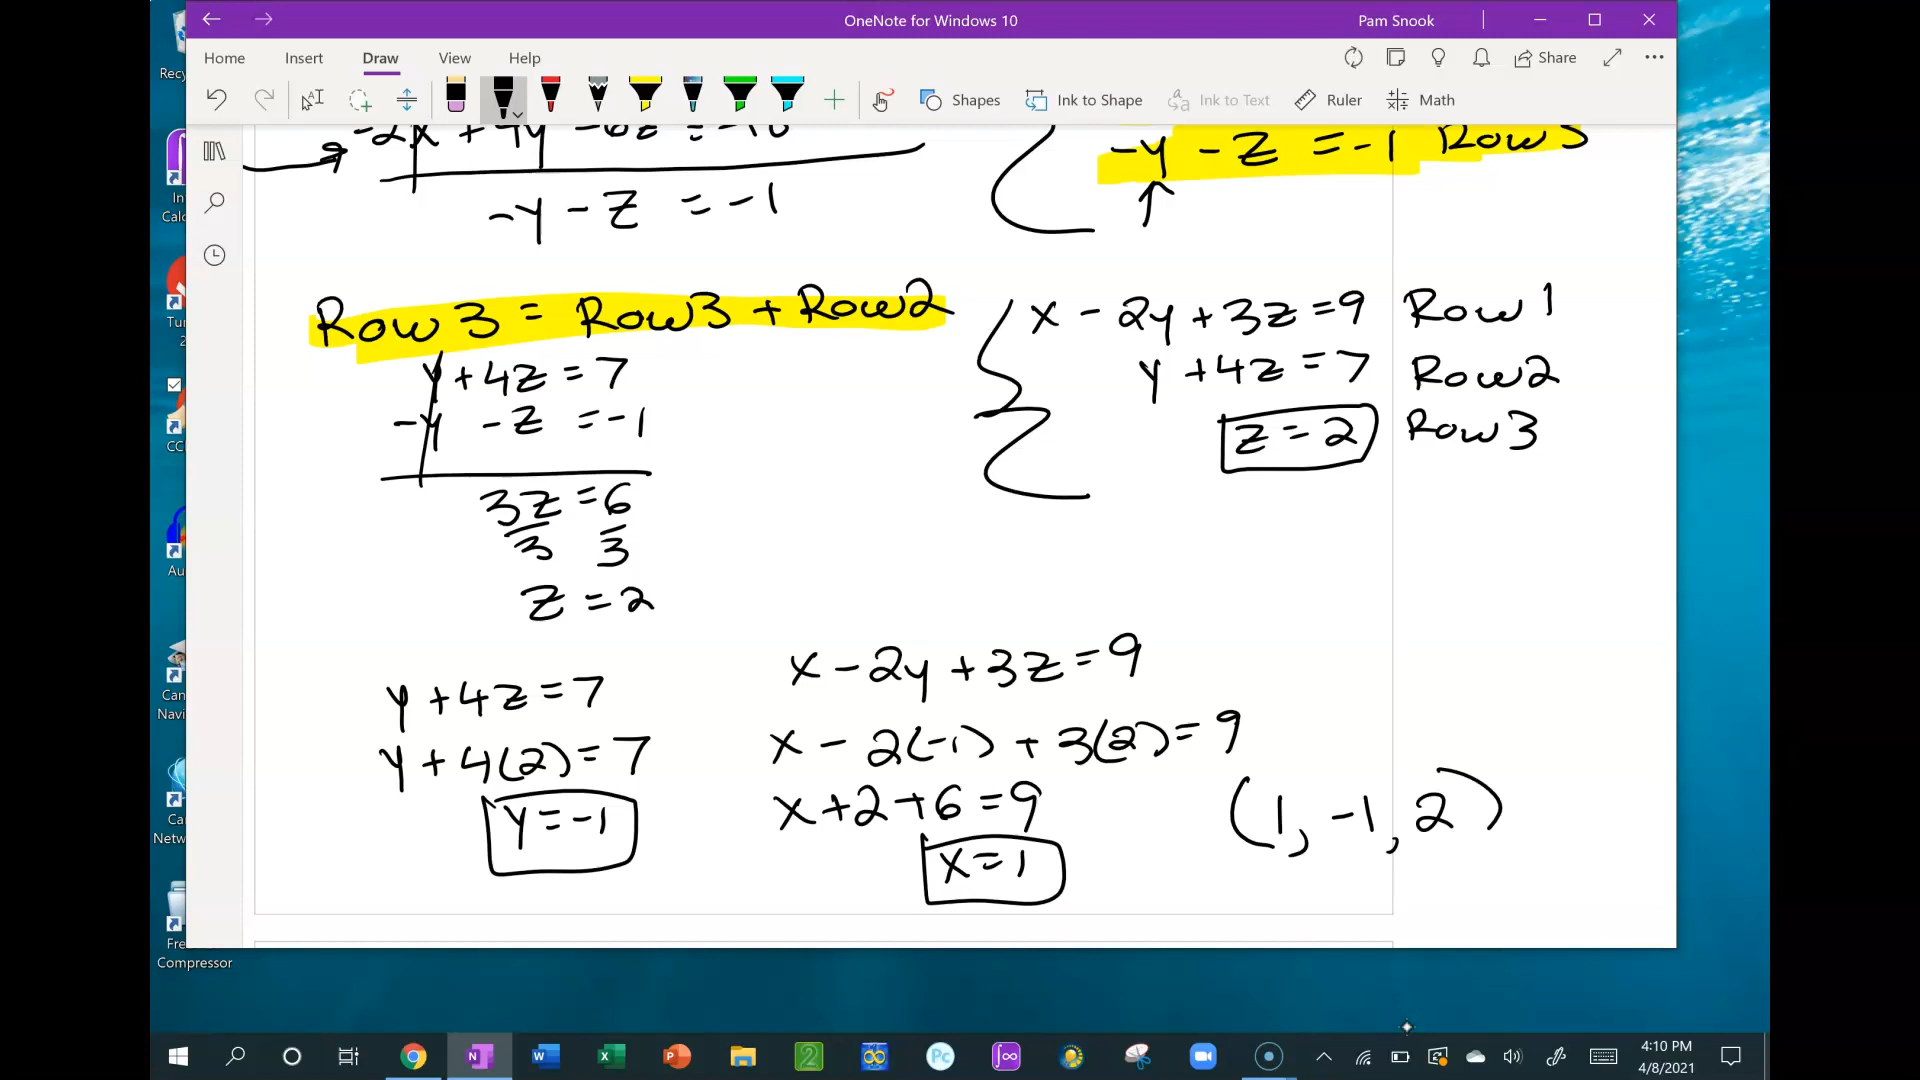 OneNote for Windows 10
Pam Snook
Home Insert Draw View Help
Share
Shapes Ink to Shape Ink to Text Ruler Math
-2x + 4y - 6z = -18
-y - z = -1
-y - z = -1 Row 3
Row 3 = Row 3 + Row 2
y + 4z = 7
-y - z = -1
3z = 6
3 3
z = 2
x - 2y + 3z = 9 Row 1
y + 4z = 7 Row 2
z = 2 Row 3
y + 4z = 7
y + 4(2) = 7
y = -1
x - 2y + 3z = 9
x - 2(-1) + 3(2) = 9
x + 2 + 6 = 9
x = 1
(1, -1, 2)
Compressor
4:10 PM
4/8/2021